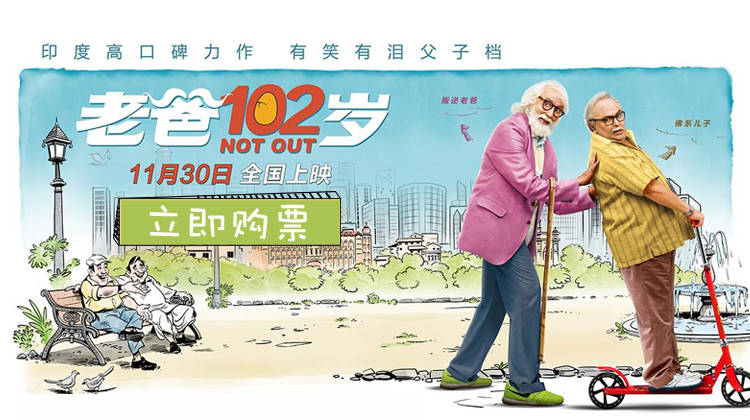 印度高口碑力作 有笑有泪父子档
老爸102岁
NOT OUT
11月30日 全国上映
立即购票
叛逆老爸
佛系儿子